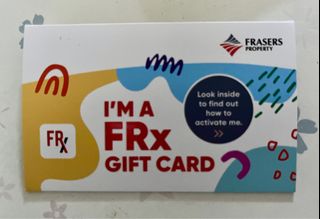 FRASERS
PROPERTY
I'M A
FRx
GIFT CARD
Look inside
to find out
how to
activate me.
>>
FRx